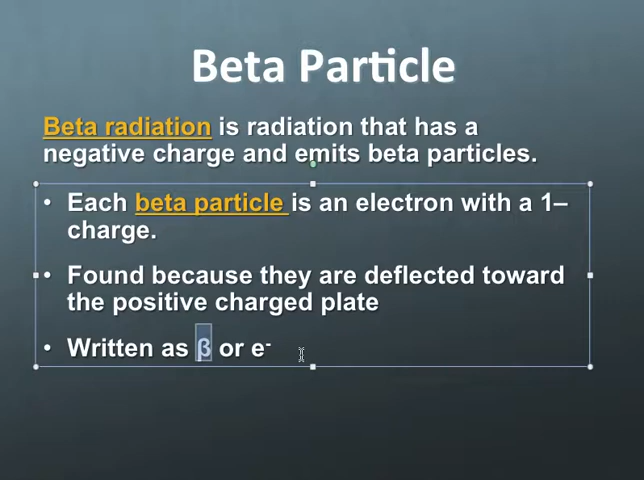 Beta Particle
Beta radiation is radiation that has a
negative charge and emits beta particles.
• Each beta particle is an electron with a 1–
charge.
• Found because they are deflected toward
the positive charged plate
• Written as β or e⁻